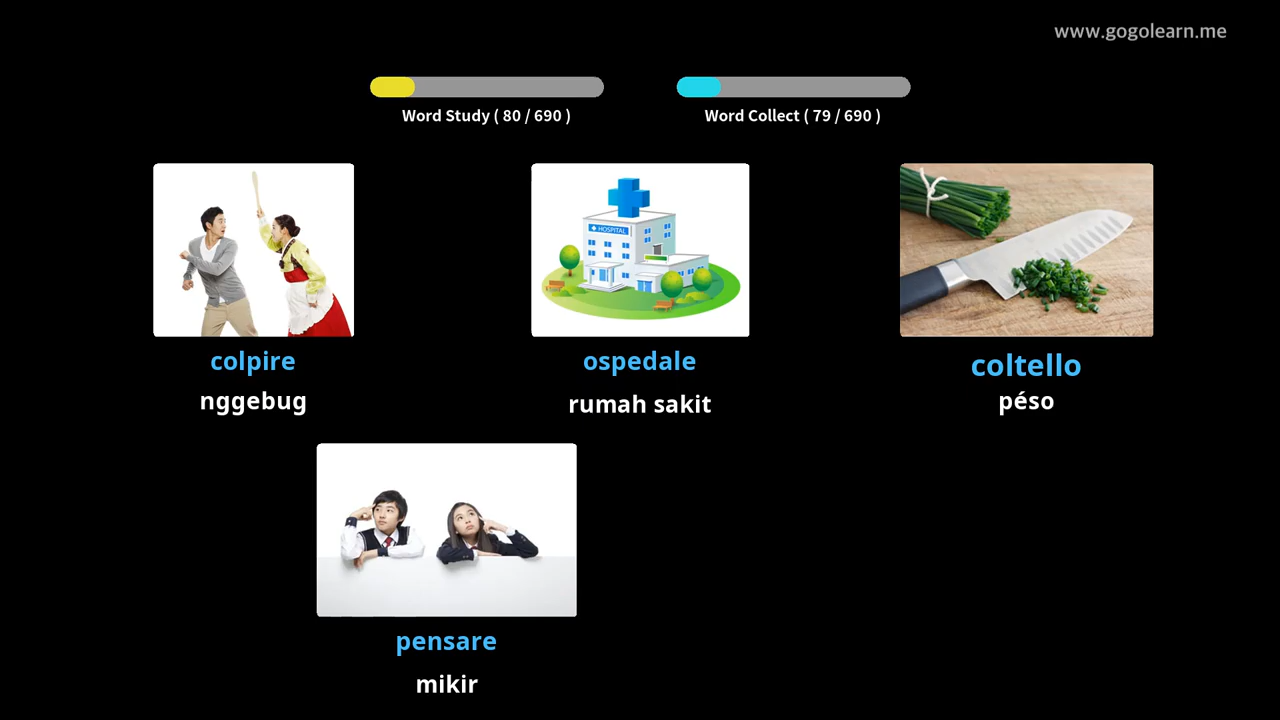 www.gogolearn.me
Word Study ( 80 / 690 )
Word Collect ( 79 / 690 )
HOSPITAL
colpire
ospedale
coltello
nggebug
rumah sakit
péso
pensare
mikir